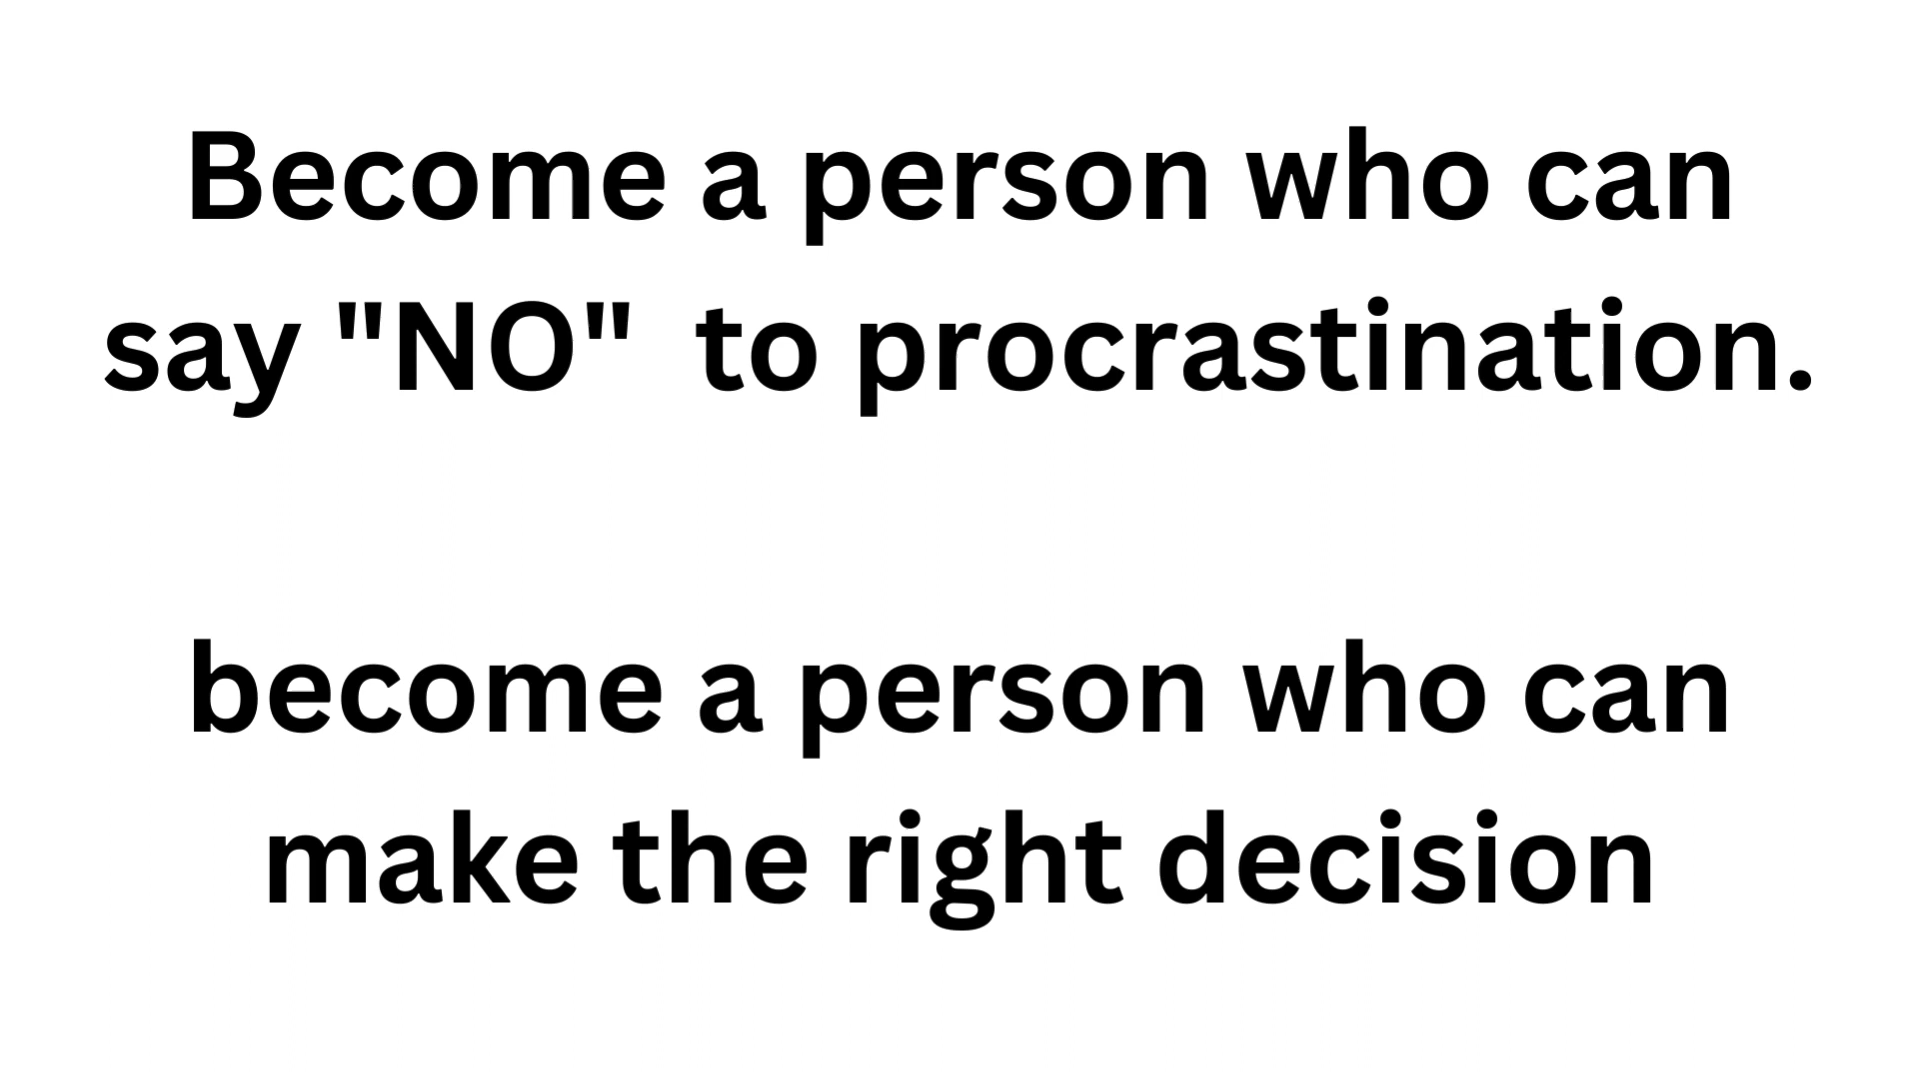 Become a person who can
say "NO"  to procrastination.
become a person who can
make the right decision